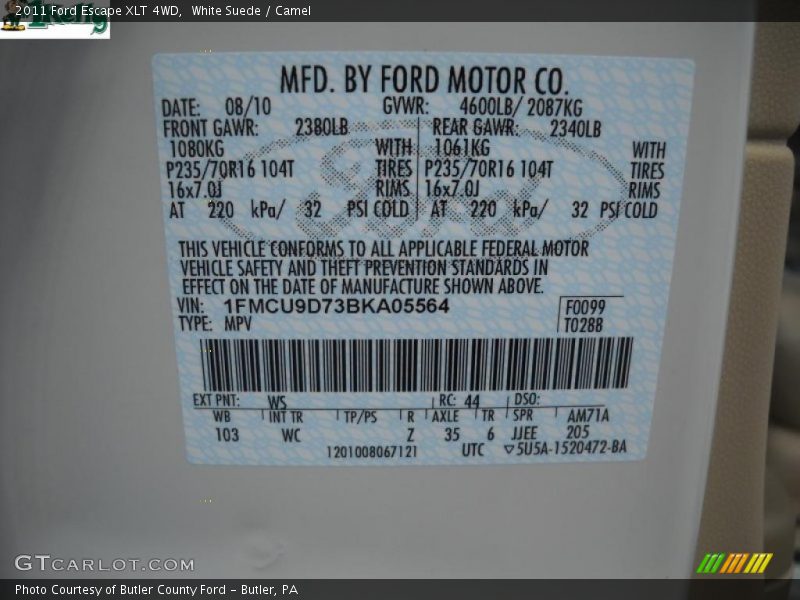 2011 Ford Escape XLT 4WD, White Suede / Camel
MFD. BY FORD MOTOR CO.
DATE: 08/10 GVWR: 4600LB/ 2087KG
FRONT GAWR: 2380LB REAR GAWR: 2340LB
1080KG WITH 1061KG WITH
P235/70R16 104T TIRES P235/70R16 104T TIRES
16x7.0J RIMS 16x7.0J RIMS
AT 220 kPa/ 32 PSI COLD AT 220 kPa/ 32 PSI COLD
Ford
THIS VEHICLE CONFORMS TO ALL APPLICABLE FEDERAL MOTOR
VEHICLE SAFETY AND THEFT PREVENTION STANDARDS IN
EFFECT ON THE DATE OF MANUFACTURE SHOWN ABOVE.
VIN: 1FMCU9D73BKA05564 F0099
TYPE: MPV T0288
EXT PNT: WS RC: 44 DSO:
WB INT TR TP/PS R AXLE TR SPR AM71A
103 WC Z 35 6 JJEE 205
1201008067121 UTC ▽5U5A-1520472-BA
GTCARLOT.COM
Photo Courtesy of Butler County Ford - Butler, PA